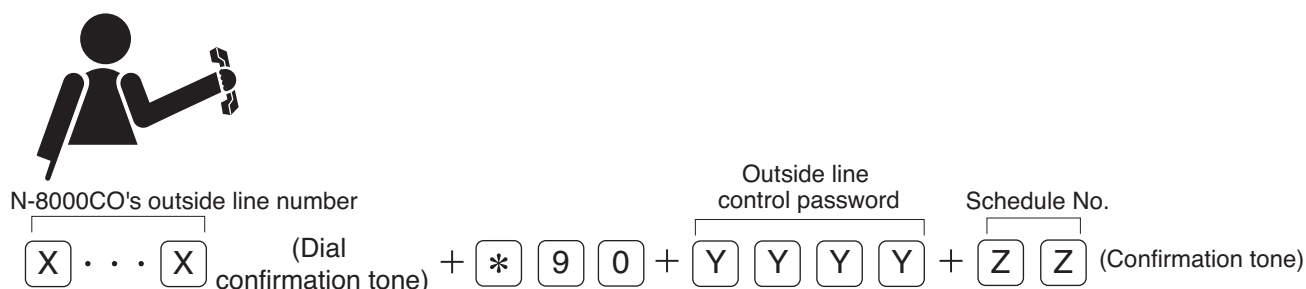 Outside line
control password
Schedule No.
N-8000CO's outside line number
X · · · X (Dial confirmation tone) + * 9 0 + Y Y Y Y + Z Z (Confirmation tone)